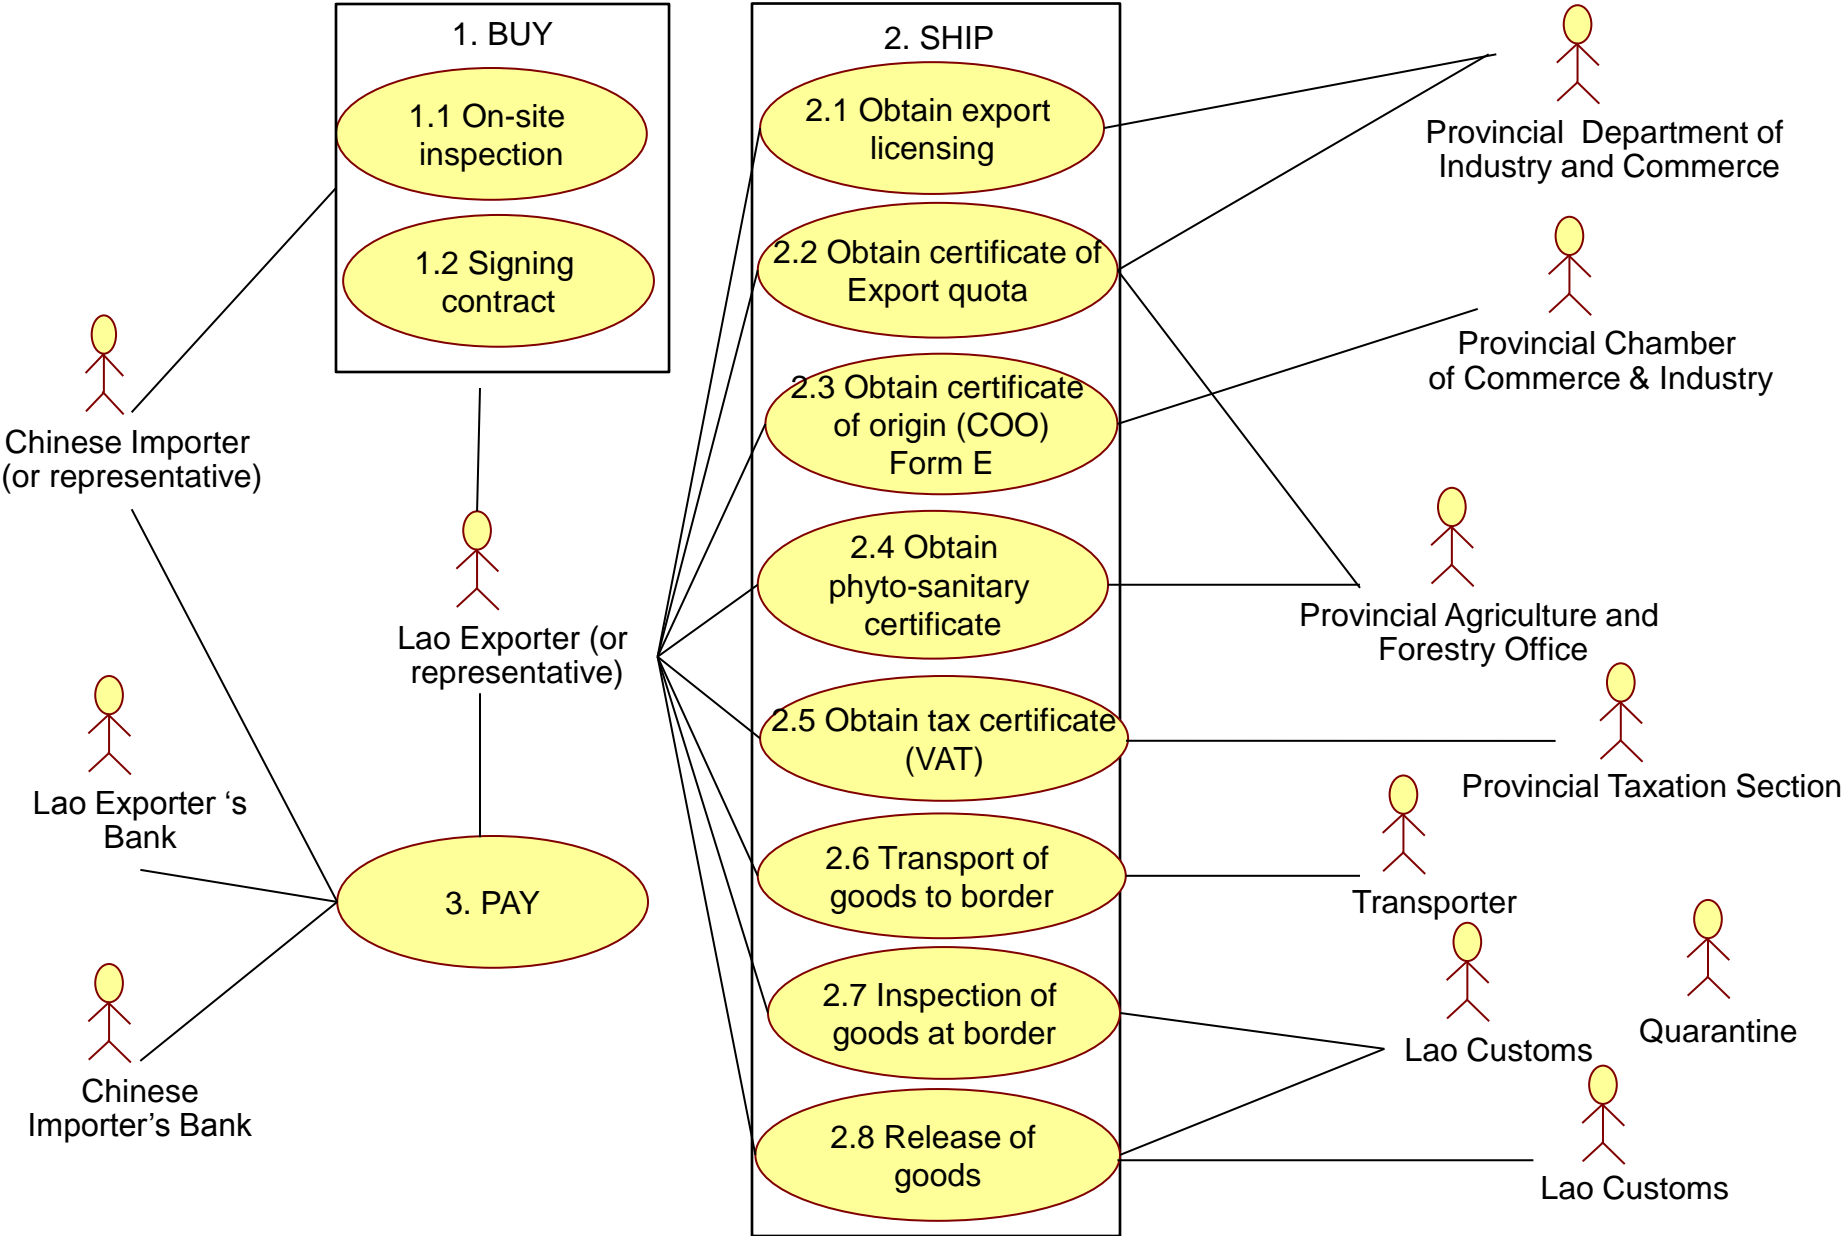 1. BUY
1.1 On-site
inspection
1.2 Signing
contract
Chinese Importer
(or representative)
Lao Exporter (or
representative)
Lao Exporter ‘s
Bank
3. PAY
Chinese
Importer’s Bank
2. SHIP
2.1 Obtain export
licensing
2.2 Obtain certificate of
Export quota
2.3 Obtain certificate
of origin (COO)
Form E
2.4 Obtain
phyto-sanitary
certificate
2.5 Obtain tax certificate
(VAT)
2.6 Transport of
goods to border
2.7 Inspection of
goods at border
2.8 Release of
goods
Provincial  Department of
Industry and Commerce
Provincial Chamber
of Commerce & Industry
Provincial Agriculture and
Forestry Office
Provincial Taxation Section
Transporter
Lao Customs
Quarantine
Lao Customs